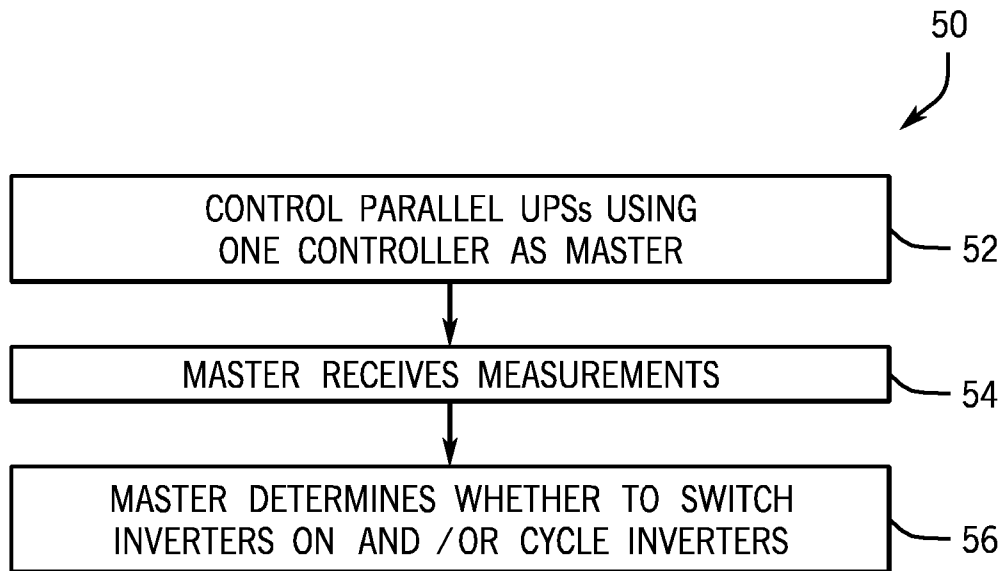 50
CONTROL PARALLEL UPSs USING
ONE CONTROLLER AS MASTER
52
MASTER RECEIVES MEASUREMENTS
54
MASTER DETERMINES WHETHER TO SWITCH
INVERTERS ON AND /OR CYCLE INVERTERS
56